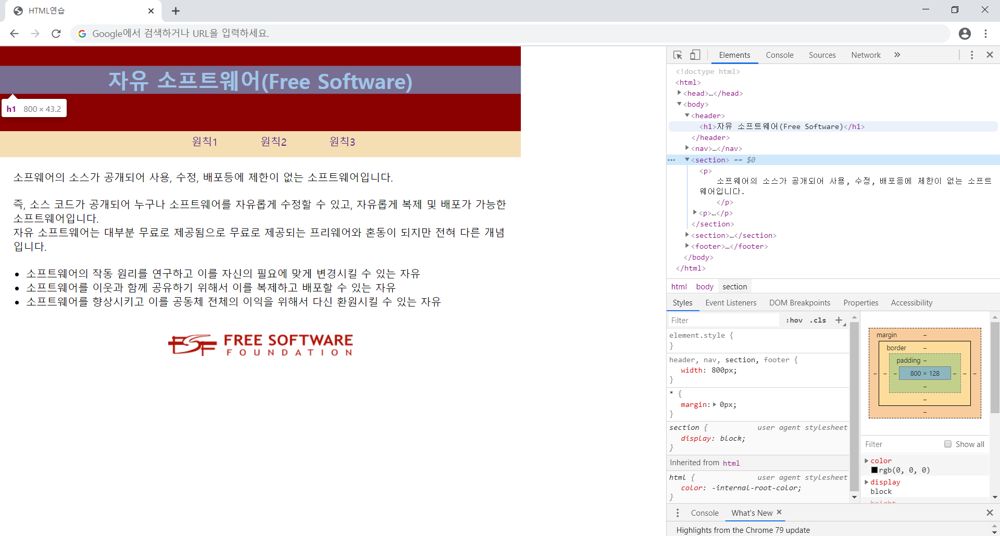 HTML연습
Google에서 검색하거나 URL을 입력하세요.
자유 소프트웨어(Free Software)
h1 800 × 43.2
원칙1 원칙2 원칙3
소프웨어의 소스가 공개되어 사용, 수정, 배포등에 제한이 없는 소프트웨어입니다.
즉, 소스 코드가 공개되어 누구나 소프트웨어를 자유롭게 수정할 수 있고, 자유롭게 복제 및 배포가 가능한
소프트웨어입니다.
자유 소프트웨어는 대부분 무료로 제공됨으로 무료로 제공되는 프리웨어와 혼동이 되지만 전혀 다른 개념
입니다.
• 소프트웨어의 작동 원리를 연구하고 이를 자신의 필요에 맞게 변경시킬 수 있는 자유
• 소프트웨어를 이웃과 함께 공유하기 위해서 이를 복제하고 배포할 수 있는 자유
• 소프트웨어를 향상시키고 이를 공동체 전체의 이익을 위해서 다신 환원시킬 수 있는 자유
FSF FREE SOFTWARE
FOUNDATION
Elements Console Sources Network »
<!doctype html>
<html>
<head>…</head>
<body>
<header>
<h1>자유 소프트웨어(Free Software)</h1>
</header>
<nav>…</nav>
<section> == $0
<p>
소프웨어의 소스가 공개되어 사용, 수정, 배포등에 제한이 없는 소프트
웨어입니다.
</p>
<p>…</p>
</section>
<section>…</section>
<footer>…</footer>
</body>
</html>
html body section
Styles Event Listeners DOM Breakpoints Properties Accessibility
Filter :hov .cls +
element.style {
}
header, nav, section, footer {
width: 800px;
}
* {
margin: 0px;
}
section { user agent stylesheet
display: block;
}
Inherited from html
html { user agent stylesheet
color: -internal-root-color;
}
margin –
border –
padding –
– – – 800 × 128 – – –
–
–
–
Filter Show all
color
rgb(0, 0, 0)
display
block
height
Console What's New
Highlights from the Chrome 79 update